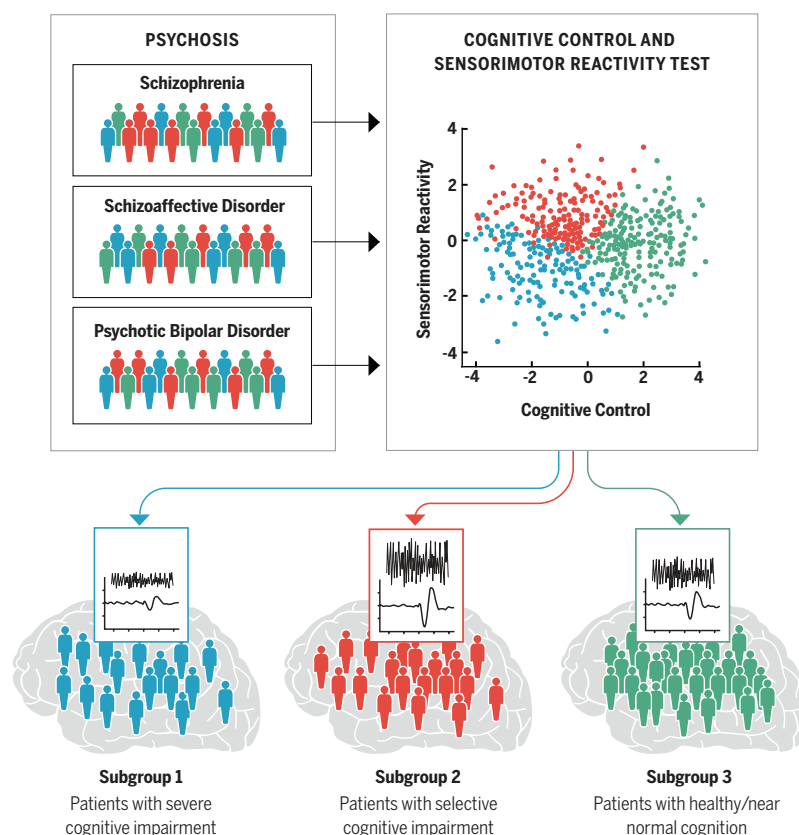 PSYCHOSIS
Schizophrenia
Schizoaffective Disorder
Psychotic Bipolar Disorder
COGNITIVE CONTROL AND
SENSORIMOTOR REACTIVITY TEST
Sensorimotor Reactivity
4
2
0
-2
-4
-4
-2
0
2
4
Cognitive Control
Subgroup 1
Patients with severe
cognitive impairment
Subgroup 2
Patients with selective
cognitive impairment
Subgroup 3
Patients with healthy/near
normal cognition